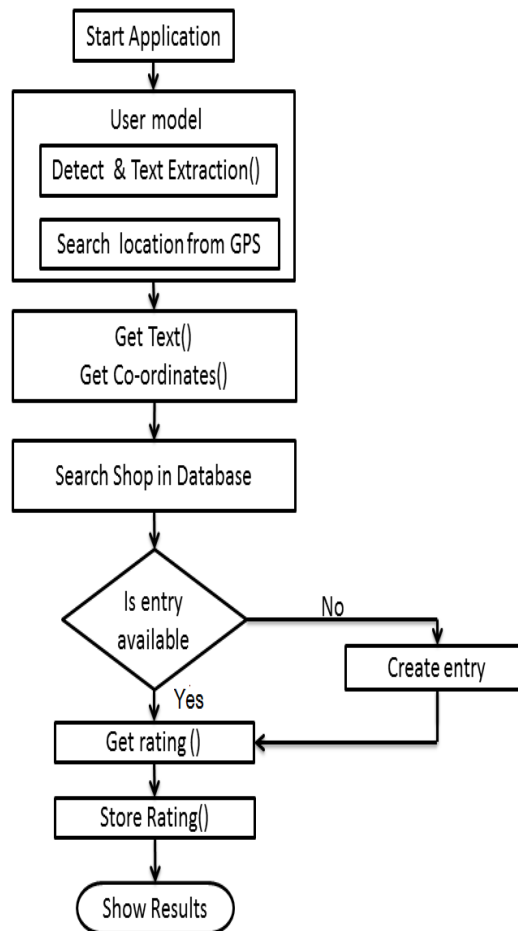 Start Application
User model
Detect & Text Extraction()
Search location from GPS
Get Text()
Get Co-ordinates()
Search Shop in Database
Is entry
available
No
Create entry
Yes
Get rating ()
Store Rating()
Show Results